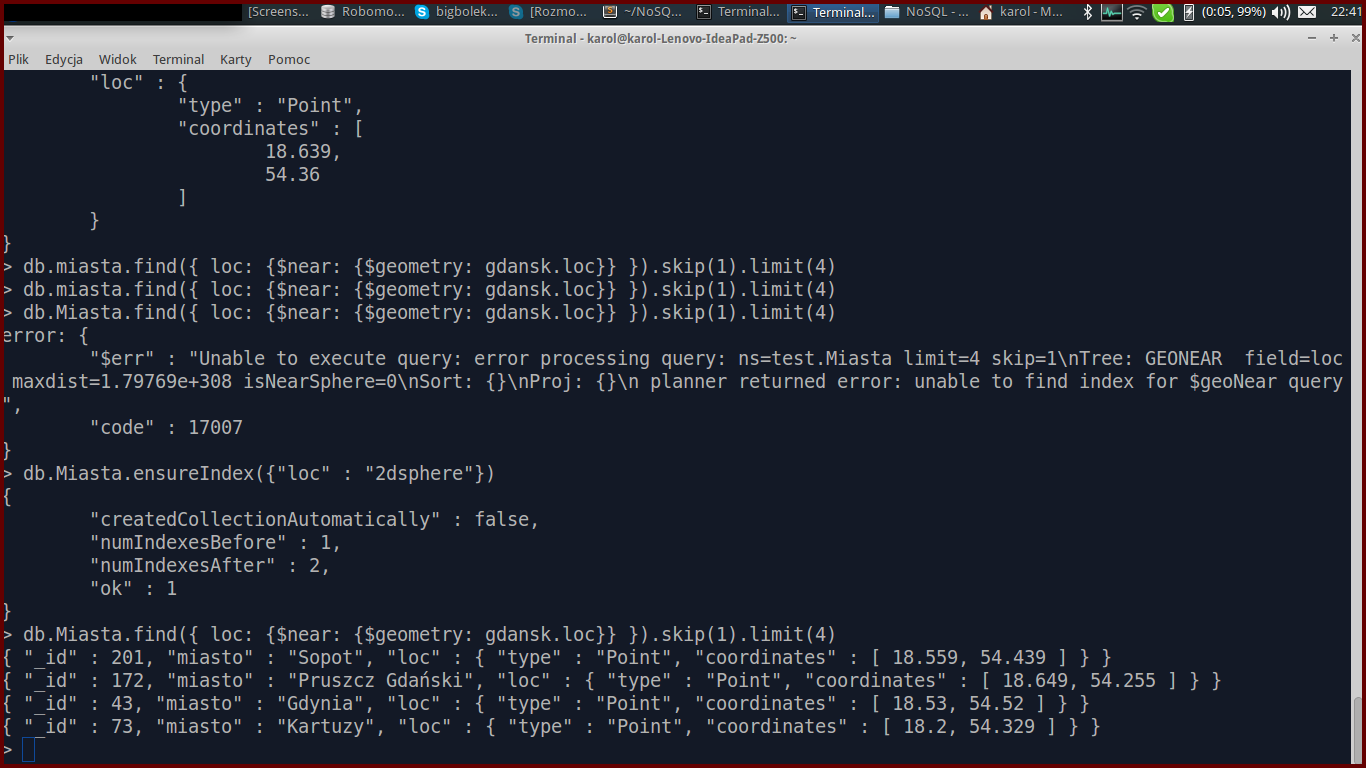 [Screens... Robomo... bigbolek... [Rozmo... ~/NoSQ... Terminal... Terminal... NoSQL - ... karol - M... (0:05, 99%) 22:41
Terminal - karol@karol-Lenovo-IdeaPad-Z500: ~
Plik Edycja Widok Terminal Karty Pomoc
"loc" : {
"type" : "Point",
"coordinates" : [
18.639,
54.36
]
}
}
> db.miasta.find({ loc: {$near: {$geometry: gdansk.loc}} }).skip(1).limit(4)
> db.miasta.find({ loc: {$near: {$geometry: gdansk.loc}} }).skip(1).limit(4)
> db.Miasta.find({ loc: {$near: {$geometry: gdansk.loc}} }).skip(1).limit(4)
error: {
"$err" : "Unable to execute query: error processing query: ns=test.Miasta limit=4 skip=1\nTree: GEONEAR  field=loc
maxdist=1.79769e+308 isNearSphere=0\nSort: {}\nProj: {}\n planner returned error: unable to find index for $geoNear query
",
"code" : 17007
}
> db.Miasta.ensureIndex({"loc" : "2dsphere"})
{
"createdCollectionAutomatically" : false,
"numIndexesBefore" : 1,
"numIndexesAfter" : 2,
"ok" : 1
}
> db.Miasta.find({ loc: {$near: {$geometry: gdansk.loc}} }).skip(1).limit(4)
{ "_id" : 201, "miasto" : "Sopot", "loc" : { "type" : "Point", "coordinates" : [ 18.559, 54.439 ] } }
{ "_id" : 172, "miasto" : "Pruszcz Gdański", "loc" : { "type" : "Point", "coordinates" : [ 18.649, 54.255 ] } }
{ "_id" : 43, "miasto" : "Gdynia", "loc" : { "type" : "Point", "coordinates" : [ 18.53, 54.52 ] } }
{ "_id" : 73, "miasto" : "Kartuzy", "loc" : { "type" : "Point", "coordinates" : [ 18.2, 54.329 ] } }
>